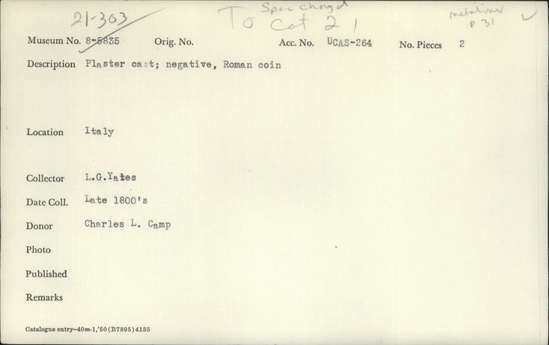 21-303
Spec changed
To Cat 21
p 31
Museum No. 8-5835 Orig. No. Acc. No. UCAS-264 No. Pieces 2
Description Plaster cast; negative, Roman coin
Location Italy
Collector L.G.Yates
Date Coll. Late 1800's
Donor Charles L. Camp
Photo
Published
Remarks
Catalogue entry—40m-1,'50 (B7895) 4155